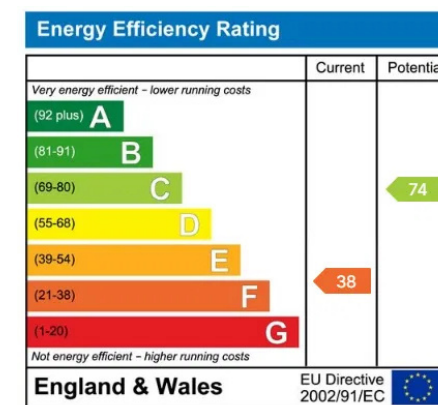 Energy Efficiency Rating
Current Potentia
Very energy efficient – lower running costs
(92 plus) A
(81-91) B
(69-80) C
74
(55-68) D
(39-54) E
38
(21-38) F
(1-20) G
Not energy efficient – higher running costs
England & Wales
EU Directive
2002/91/EC